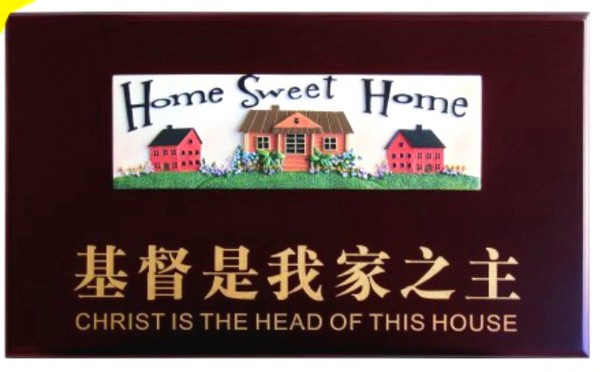 Home Sweet Home
基督是我家之主
CHRIST IS THE HEAD OF THIS HOUSE